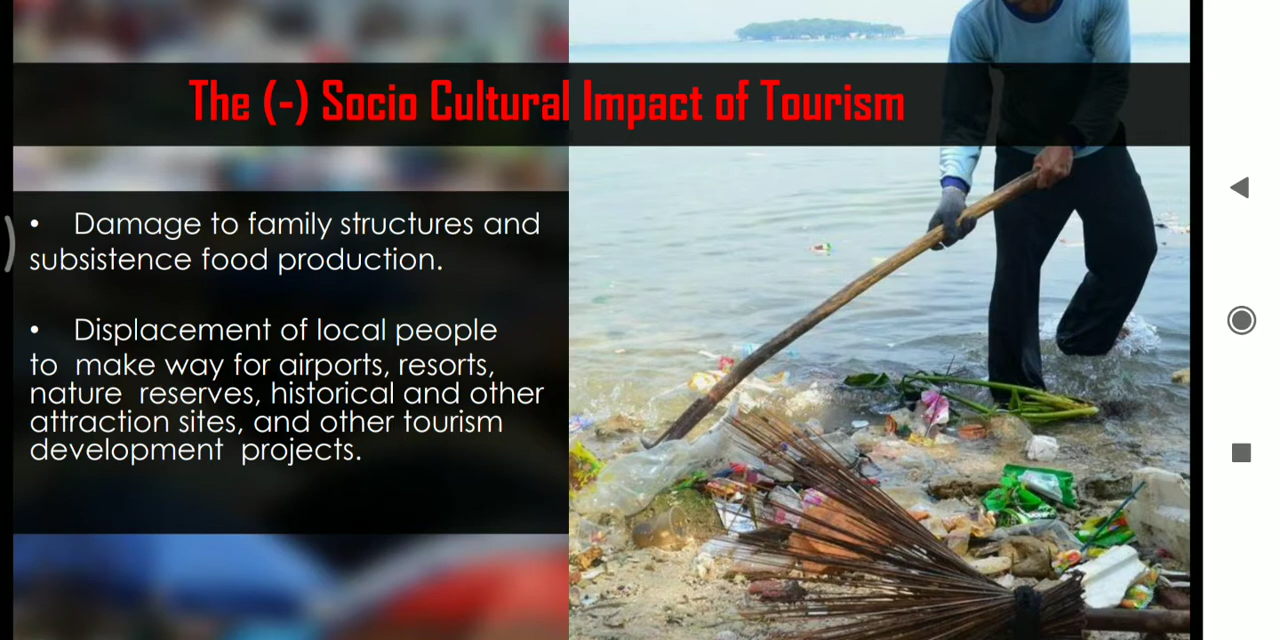 The (-) Socio Cultural Impact of Tourism
• Damage to family structures and
subsistence food production.
• Displacement of local people
to make way for airports, resorts,
nature reserves, historical and other
attraction sites, and other tourism
development projects.